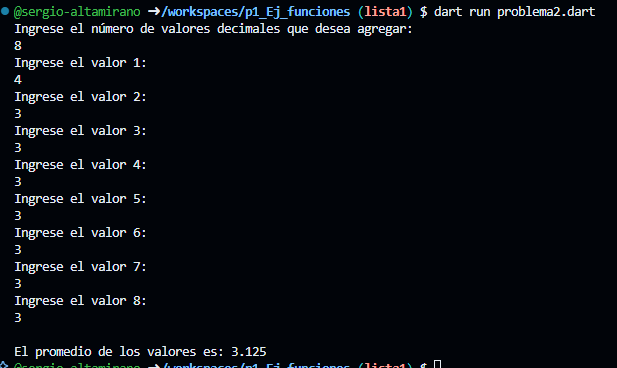 @sergio-altamirano ➜/workspaces/p1_Ej_funciones (lista1) $ dart run problema2.dart
Ingrese el número de valores decimales que desea agregar:
8
Ingrese el valor 1:
4
Ingrese el valor 2:
3
Ingrese el valor 3:
3
Ingrese el valor 4:
3
Ingrese el valor 5:
3
Ingrese el valor 6:
3
Ingrese el valor 7:
3
Ingrese el valor 8:
3
El promedio de los valores es: 3.125
@sergio-altamirano ➜/workspaces/p1_Ej_funciones (lista1) $